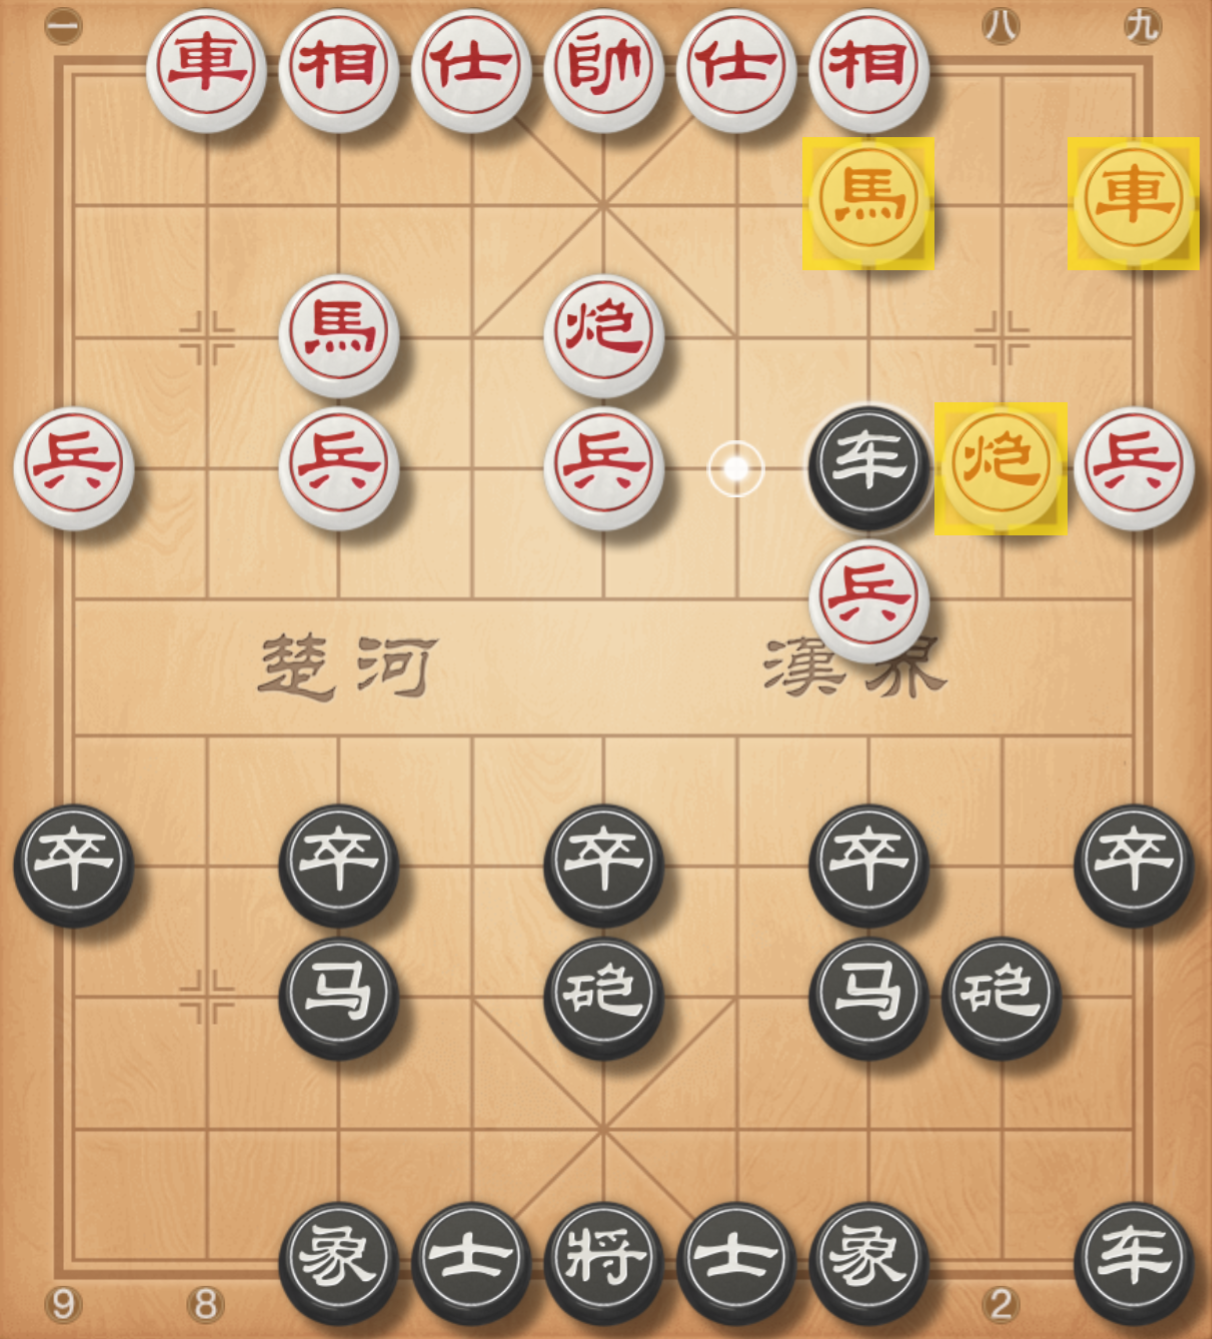 一 八 九
車 相 仕 帥 仕 相
馬 車
馬 炮
兵 兵 兵 车 炮 兵
兵
楚河 漢界
卒 卒 卒 卒 卒
马 砲 马 砲
象 士 将 士 象 车
9 8 2